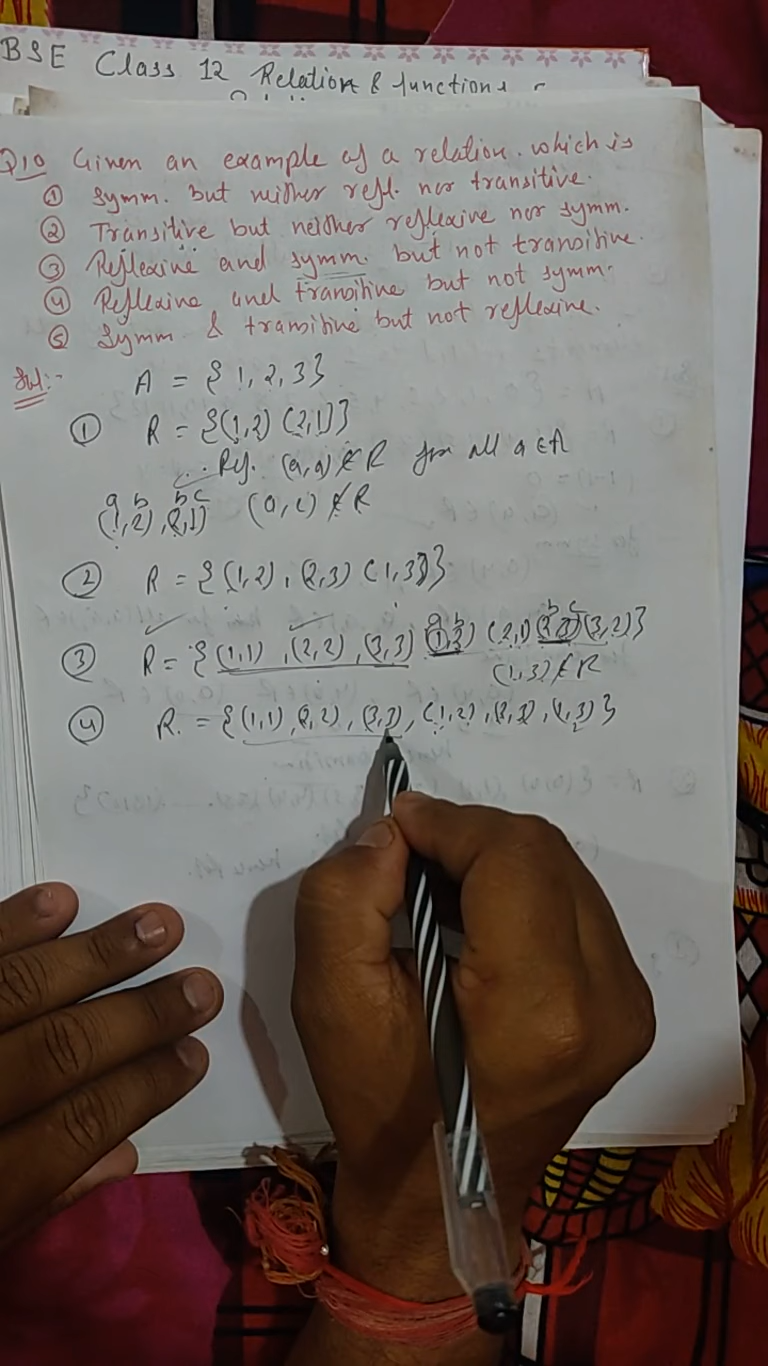 BSE Class 12 Relation & functions
Q10 Given an example of a relation. which is
① Symm. but neither refl. nor transitive.
② Transitive but neither reflexive nor symm.
③ Reflexive and symm. but not transitive.
④ Reflexive and transitive but not symm.
⑤ Symm & transitive but not reflexive.
Sol:- A = {1, 2, 3}
① R = {(1,2) (2,1)}
Ref. (a,a) ∉ R for all a ∈ A
a b b c
(1,2) , (2,1) (a, c) ∉ R
② R = {(1,2), (2,3) (1,3)}
③ R = {(1,1) , (2,2) , (3,3) (1,2) (2,1) (2,3) (3,2)}
(1,3) ∉ R
④ R. = {(1,1) , (2,2) , (3,3) , (1,2) , (2,3) , (1,3)}